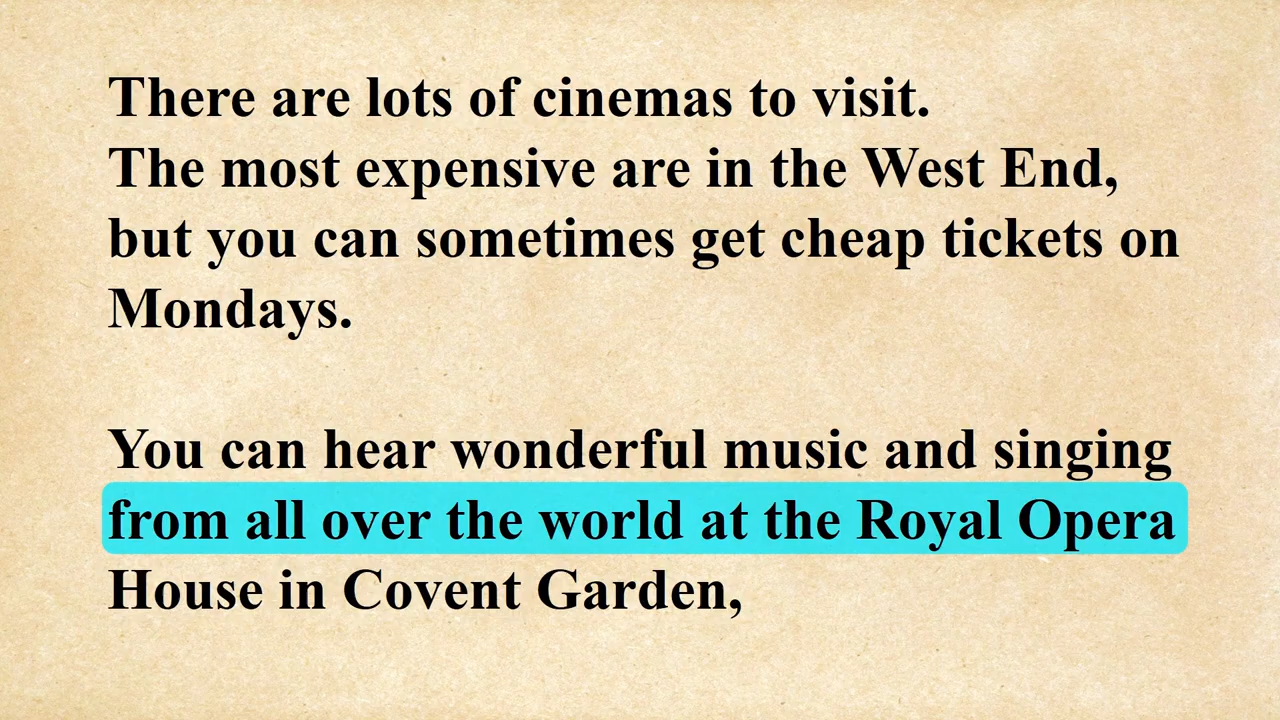 There are lots of cinemas to visit.
The most expensive are in the West End,
but you can sometimes get cheap tickets on
Mondays.
You can hear wonderful music and singing
from all over the world at the Royal Opera
House in Covent Garden,